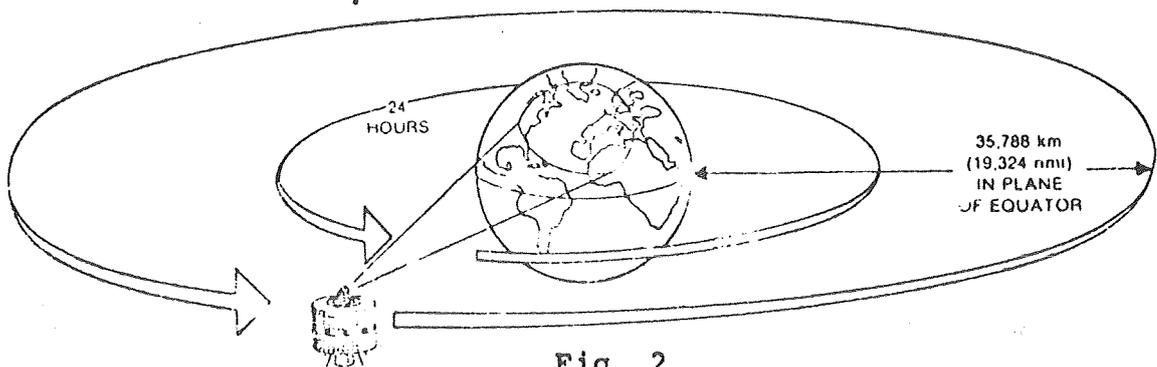 24
HOURS
35,788 km
(19,324 nmi)
IN PLANE
OF EQUATOR
Fig. 2